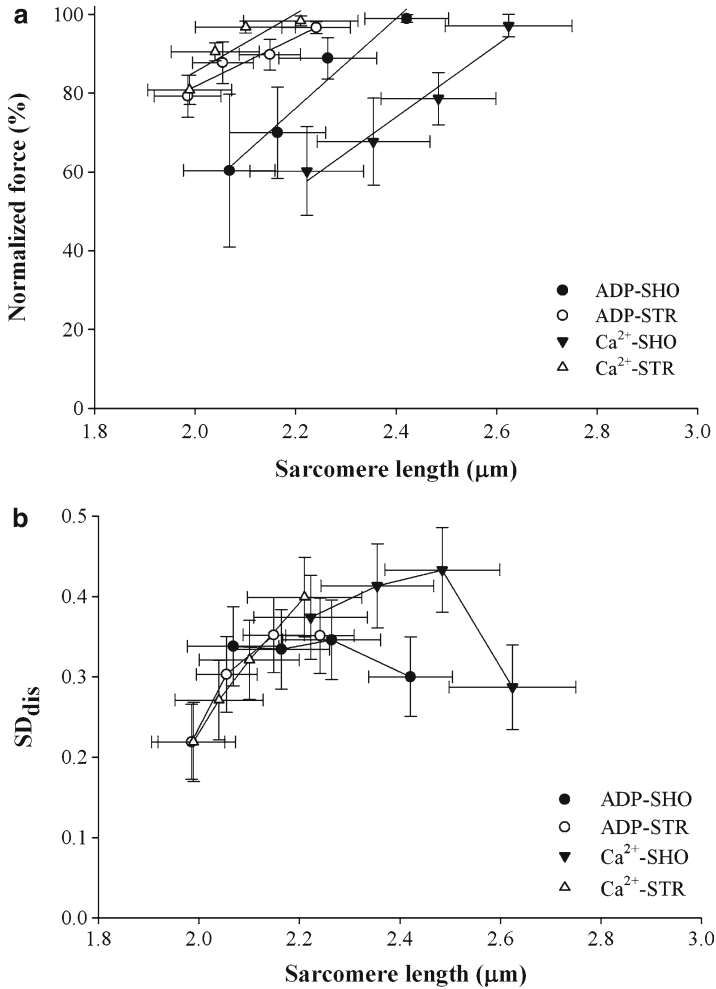 a
100
80
60
40
20
0
Normalized force (%)
ADP-SHO
ADP-STR
Ca²⁺-SHO
Ca²⁺-STR
1.8 2.0 2.2 2.4 2.6 2.8 3.0
Sarcomere length (μm)
b
0.5
0.4
0.3
0.2
0.1
0.0
SDdis
ADP-SHO
ADP-STR
Ca²⁺-SHO
Ca²⁺-STR
1.8 2.0 2.2 2.4 2.6 2.8 3.0
Sarcomere length (μm)